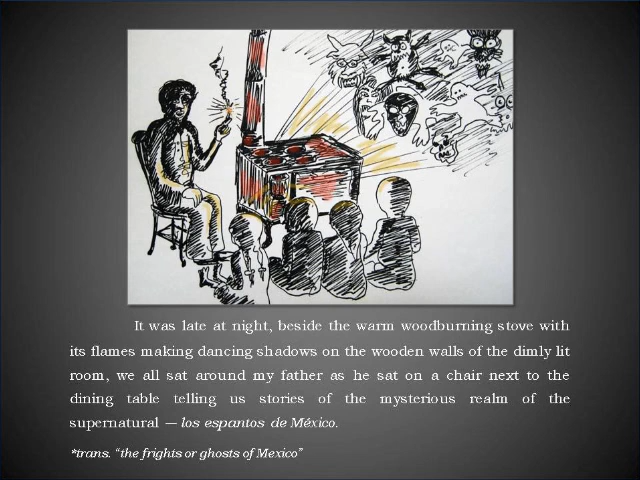 It was late at night, beside the warm woodburning stove with
its flames making dancing shadows on the wooden walls of the dimly lit
room, we all sat around my father as he sat on a chair next to the
dining table telling us stories of the mysterious realm of the
supernatural — los espantos de México.
*trans. “the frights or ghosts of Mexico”